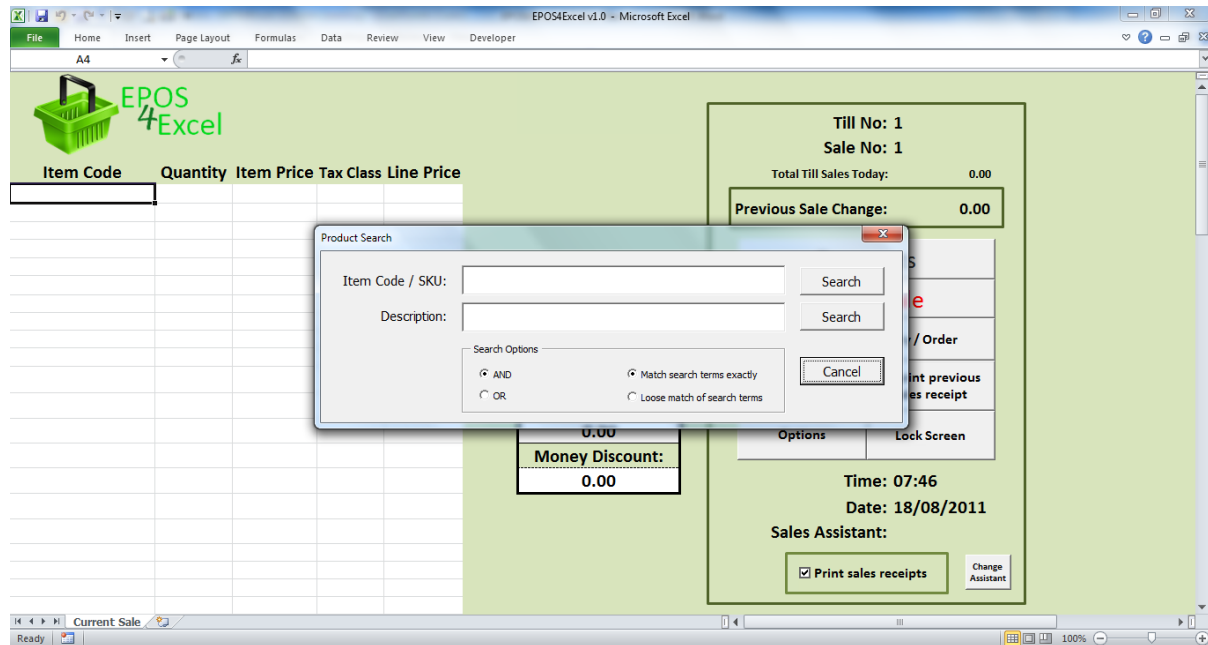 EPOS4Excel v1.0 - Microsoft Excel
File Home Insert Page Layout Formulas Data Review View Developer
A4 fx
EPOS
4Excel
Item Code Quantity Item Price Tax Class Line Price
Till No: 1
Sale No: 1
Total Till Sales Today: 0.00
Previous Sale Change: 0.00
Product Search
Item Code / SKU: Search
Description: Search
Search Options
AND Match search terms exactly
OR Loose match of search terms
Cancel
/ Order
previous
receipt
0.00
Options Lock Screen
Money Discount:
0.00
Time: 07:46
Date: 18/08/2011
Sales Assistant:
Print sales receipts
Change
Assistant
Current Sale
Ready 100%